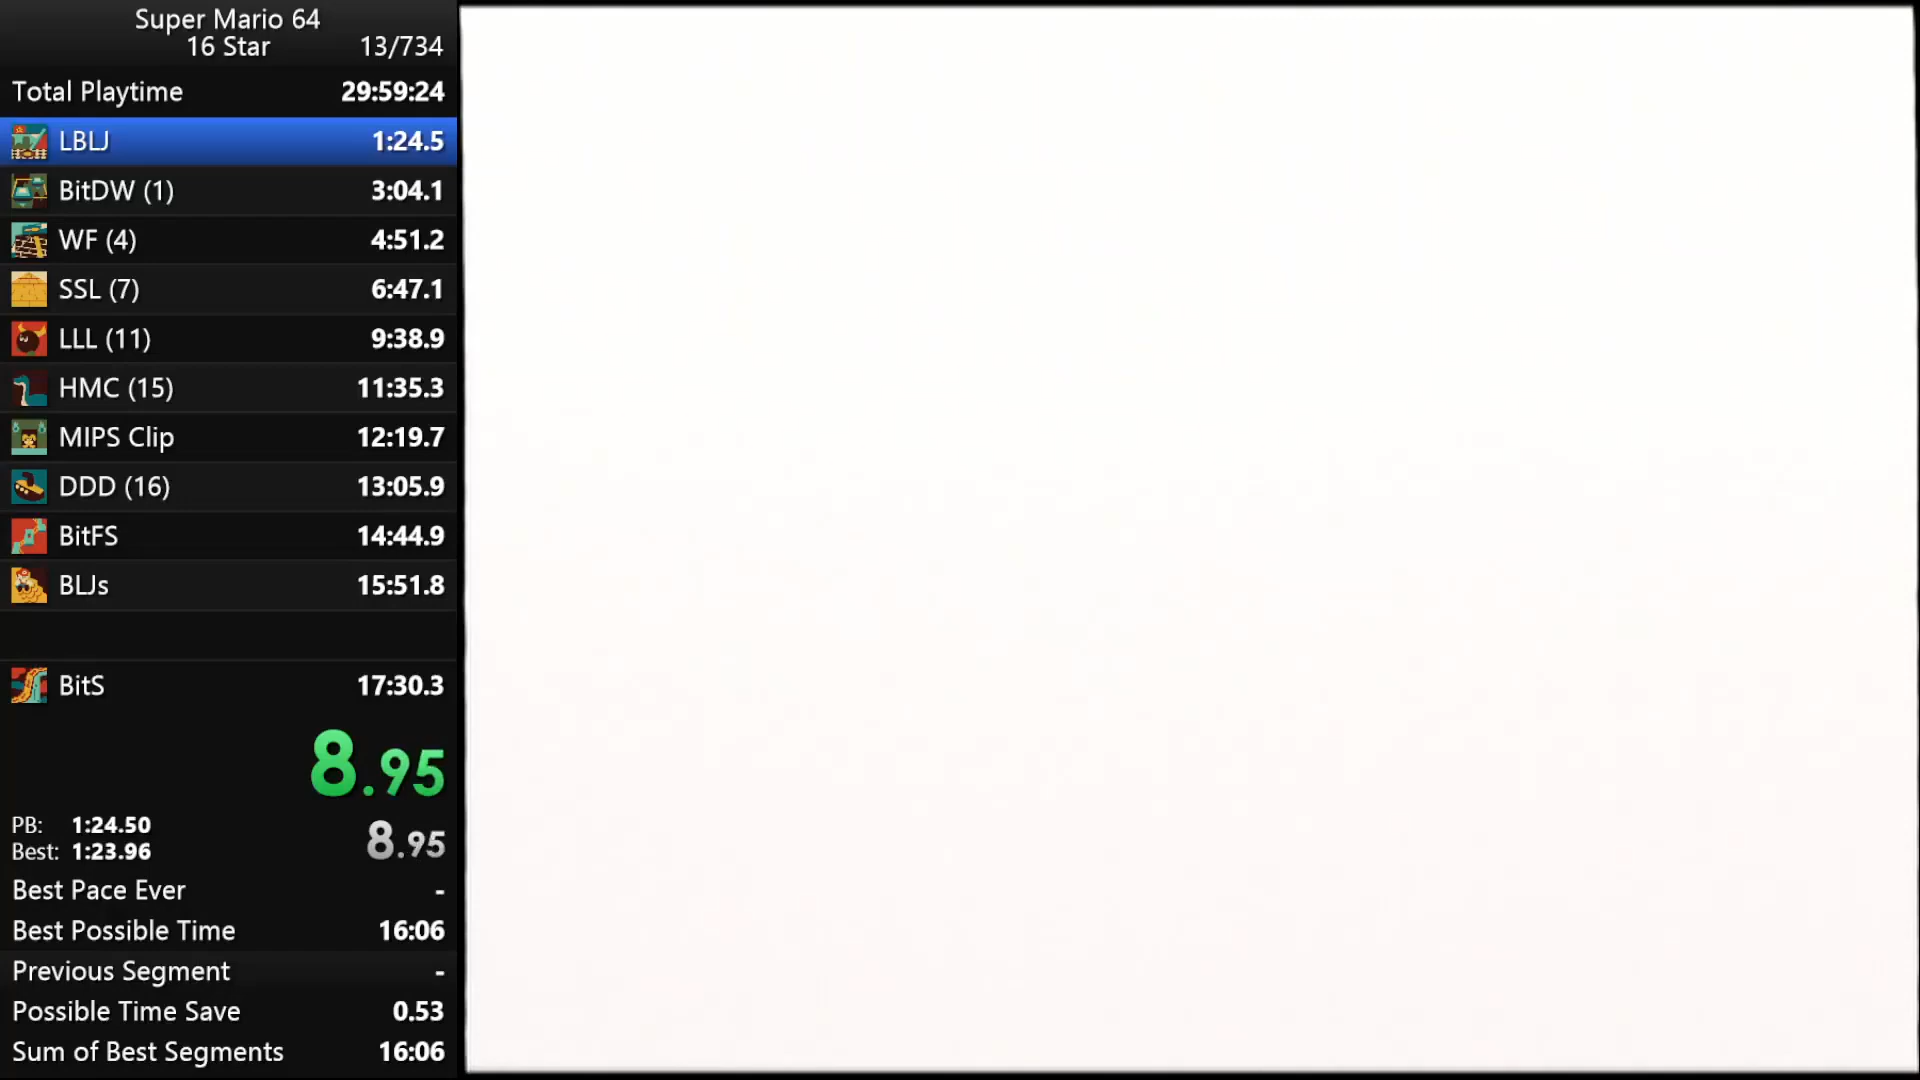 Super Mario 64
16 Star 13/734
Total Playtime 29:59:24
LBLJ 1:24.5
BitDW (1) 3:04.1
WF (4) 4:51.2
SSL (7) 6:47.1
LLL (11) 9:38.9
HMC (15) 11:35.3
MIPS Clip 12:19.7
DDD (16) 13:05.9
BitFS 14:44.9
BLJs 15:51.8
BitS 17:30.3
8.95
PB: 1:24.50
Best: 1:23.96
8.95
Best Pace Ever -
Best Possible Time 16:06
Previous Segment -
Possible Time Save 0.53
Sum of Best Segments 16:06